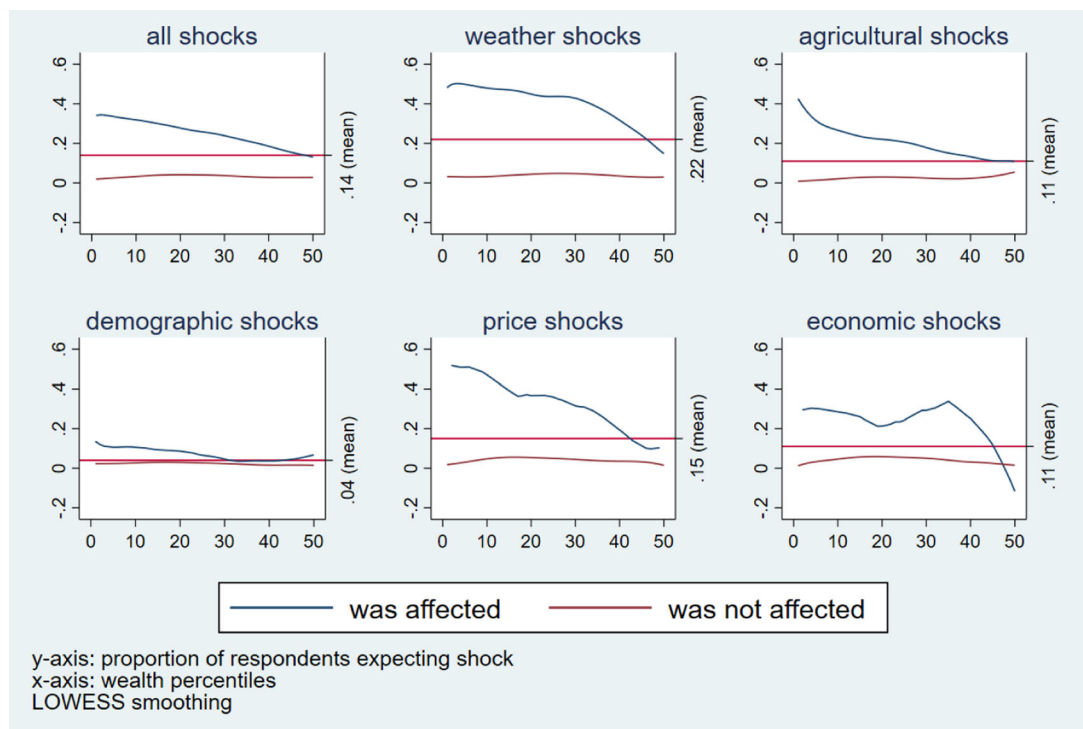 all shocks
weather shocks
agricultural shocks
.6
.4
.2
0
-.2
.14 (mean)
0 10 20 30 40 50
.6
.4
.2
0
-.2
.22 (mean)
0 10 20 30 40 50
.6
.4
.2
0
-.2
.11 (mean)
0 10 20 30 40 50
demographic shocks
price shocks
economic shocks
.6
.4
.2
0
-.2
.04 (mean)
0 10 20 30 40 50
.6
.4
.2
0
-.2
.15 (mean)
0 10 20 30 40 50
.6
.4
.2
0
-.2
.11 (mean)
0 10 20 30 40 50
was affected
was not affected
y-axis: proportion of respondents expecting shock
x-axis: wealth percentiles
LOWESS smoothing